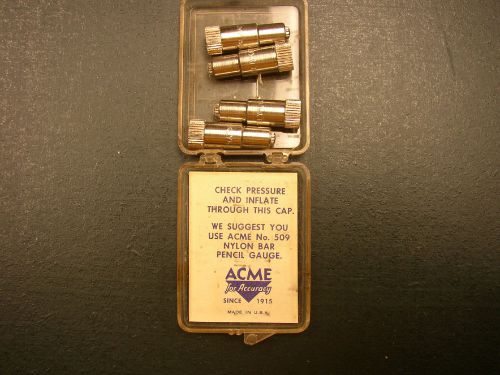 CHECK PRESSURE
AND INFLATE
THROUGH THIS CAP.
WE SUGGEST YOU
USE ACME No. 509
NYLON BAR
PENCIL GAUGE.
ACME
for Accuracy
SINCE 1915
MADE IN U.S.A.